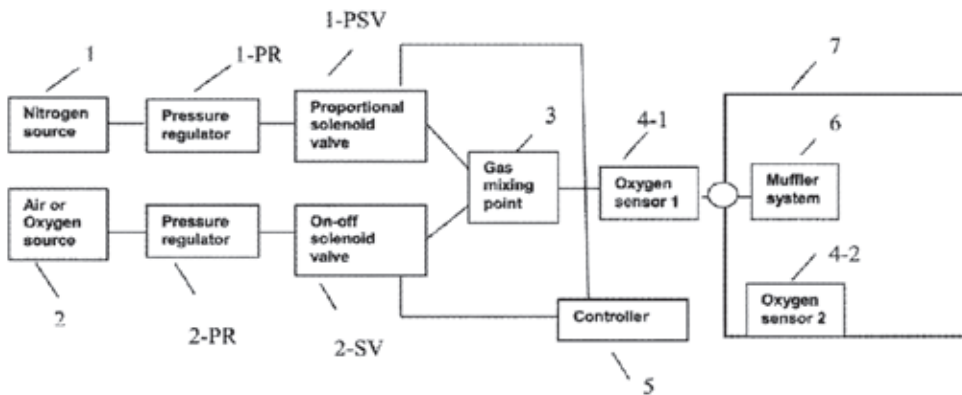 1-PSV
7
1
1-PR
Nitrogen
source
Pressure
regulator
Proportional
solenoid
valve
3
4-1
6
Gas
mixing
point
Oxygen
sensor 1
Muffler
system
Air or
Oxygen
source
Pressure
regulator
On-off
solenoid
valve
4-2
Oxygen
sensor 2
2
2-PR
2-SV
Controller
5